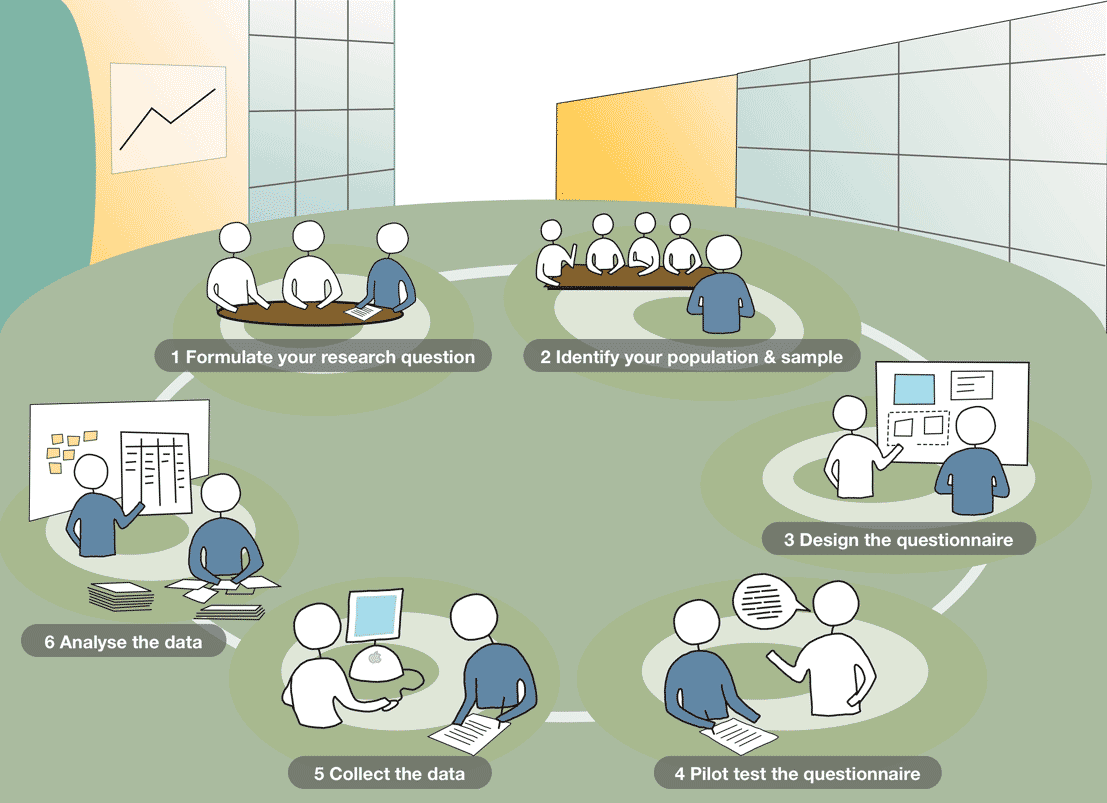 1 Formulate your research question
2 Identify your population & sample
3 Design the questionnaire
4 Pilot test the questionnaire
5 Collect the data
6 Analyse the data